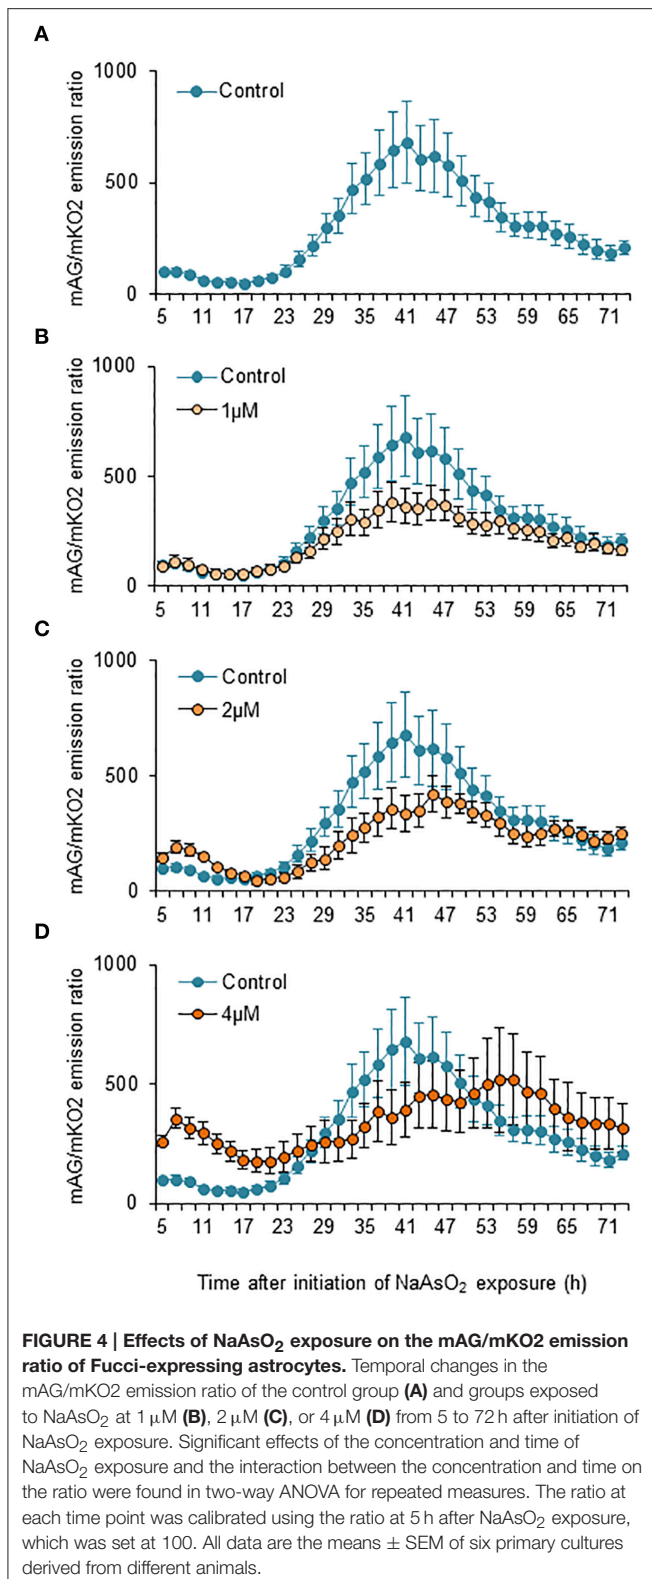 A
mAG/mKO2 emission ratio
1000
500
0
Control
5 11 17 23 29 35 41 47 53 59 65 71
B
mAG/mKO2 emission ratio
1000
500
0
Control
1µM
5 11 17 23 29 35 41 47 53 59 65 71
C
mAG/mKO2 emission ratio
1000
500
0
Control
2µM
5 11 17 23 29 35 41 47 53 59 65 71
D
mAG/mKO2 emission ratio
1000
500
0
Control
4µM
5 11 17 23 29 35 41 47 53 59 65 71
Time after initiation of NaAsO₂ exposure (h)
FIGURE 4 | Effects of NaAsO₂ exposure on the mAG/mKO2 emission
ratio of Fucci-expressing astrocytes. Temporal changes in the
mAG/mKO2 emission ratio of the control group (A) and groups exposed
to NaAsO₂ at 1 µM (B), 2 µM (C), or 4 µM (D) from 5 to 72 h after initiation of
NaAsO₂ exposure. Significant effects of the concentration and time of
NaAsO₂ exposure and the interaction between the concentration and time on
the ratio were found in two-way ANOVA for repeated measures. The ratio at
each time point was calibrated using the ratio at 5 h after NaAsO₂ exposure,
which was set at 100. All data are the means ± SEM of six primary cultures
derived from different animals.